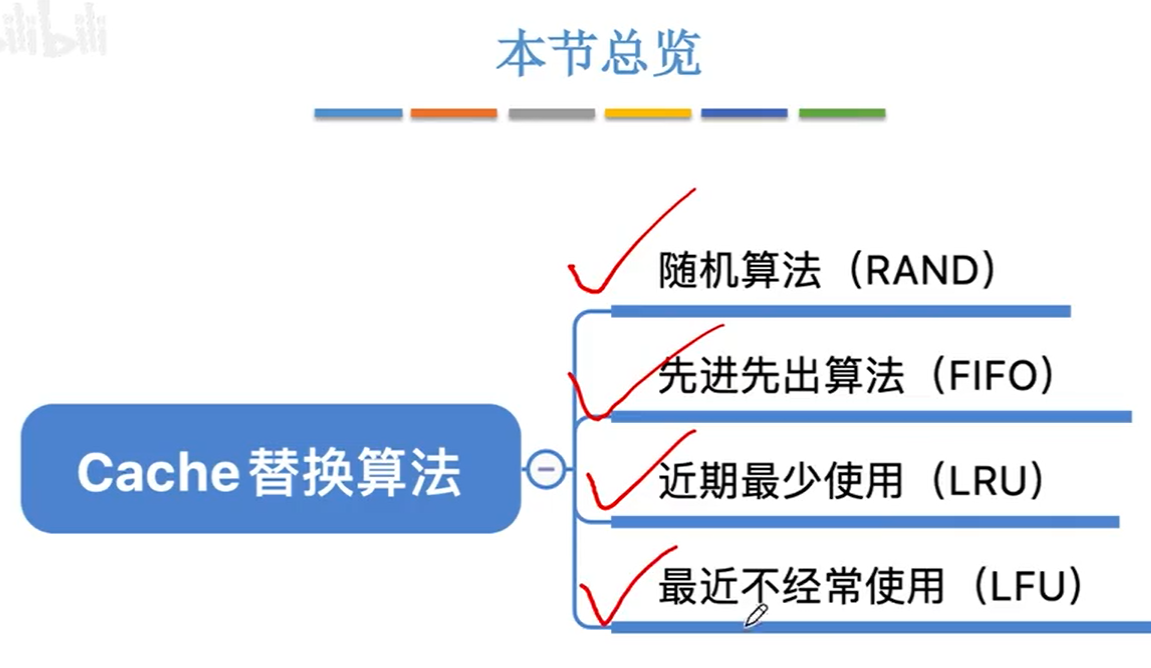 本节总览
随机算法（RAND）
先进先出算法（FIFO）
Cache替换算法
近期最少使用（LRU）
最近不经常使用（LFU）